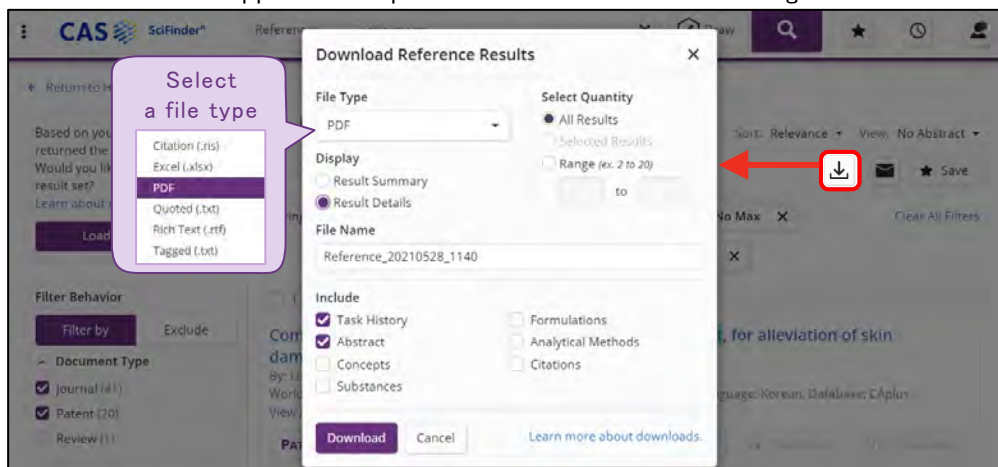 CAS SciFinder®
Draw
Return to
Based on you
returned the
Would you lik
result set?
Learn about
Load
Select
a file type
Citation (.ris)
Excel (.xlsx)
PDF
Quoted (.txt)
Rich Text (.rtf)
Tagged (.txt)
Download Reference Results
File Type
PDF
Select Quantity
All Results
Selected Results
Range (ex. 2 to 20)
to
Display
Result Summary
Result Details
File Name
Reference_20210528_1140
Include
Task History
Abstract
Concepts
Substances
Formulations
Analytical Methods
Citations
Download
Cancel
Learn more about downloads.
Sort: Relevance
View: No Abstract
Save
No Max
Clear All Filters
Filter Behavior
Filter by
Exclude
Document Type
Journal (41)
Patent (20)
Review (1)
, for alleviation of skin
dam
By:
Language: Korean, Database: CAplus
View